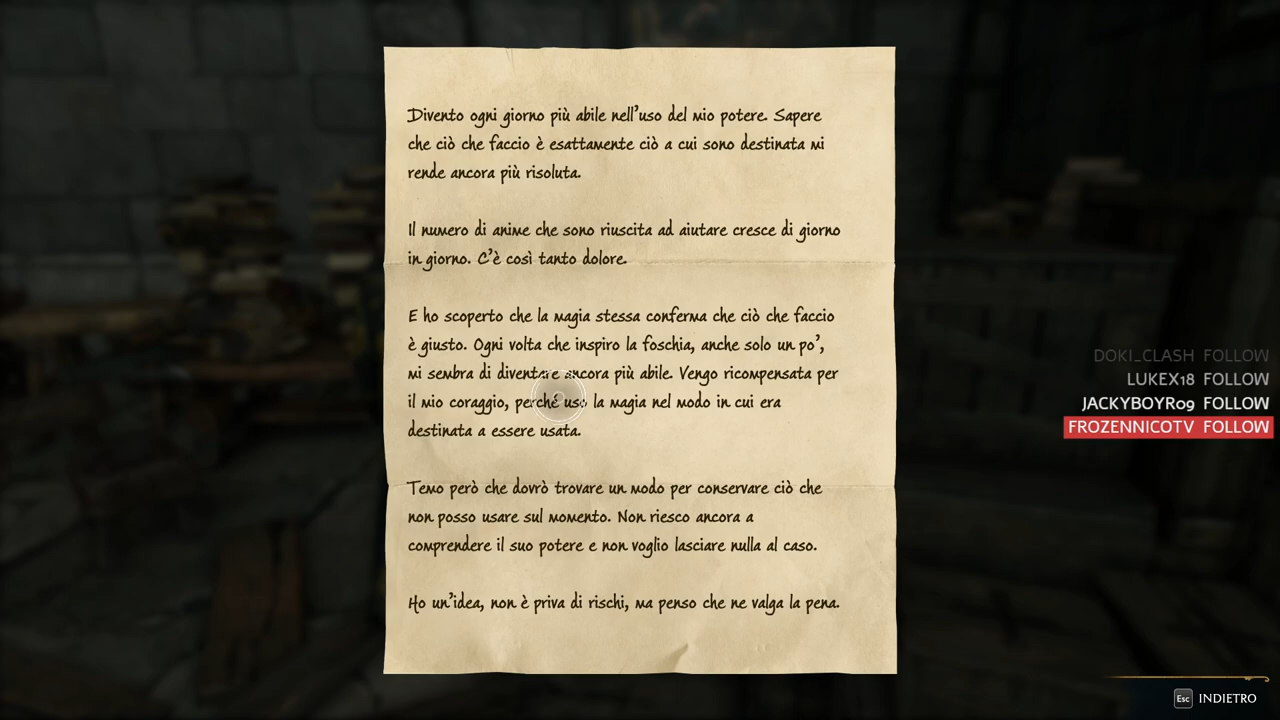 Divento ogni giorno più abile nell'uso del mio potere. Sapere
che ciò che faccio è esattamente ciò a cui sono destinata mi
rende ancora più risoluta.
Il numero di anime che sono riuscita ad aiutare cresce di giorno
in giorno. C'è così tanto dolore.
E ho scoperto che la magia stessa conferma che ciò che faccio
è giusto. Ogni volta che inspiro la foschia, anche solo un po',
mi sembra di diventare ancora più abile. Vengo ricompensata per
il mio coraggio, perché uso la magia nel modo in cui era
destinata a essere usata.
Temo però che dovrò trovare un modo per conservare ciò che
non posso usare sul momento. Non riesco ancora a
comprendere il suo potere e non voglio lasciare nulla al caso.
Ho un'idea, non è priva di rischi, ma penso che ne valga la pena.
DOKI_CLASH FOLLOW
LUKEX18 FOLLOW
JACKYBOYR09 FOLLOW
FROZENNICOTV FOLLOW
Esc INDIETRO